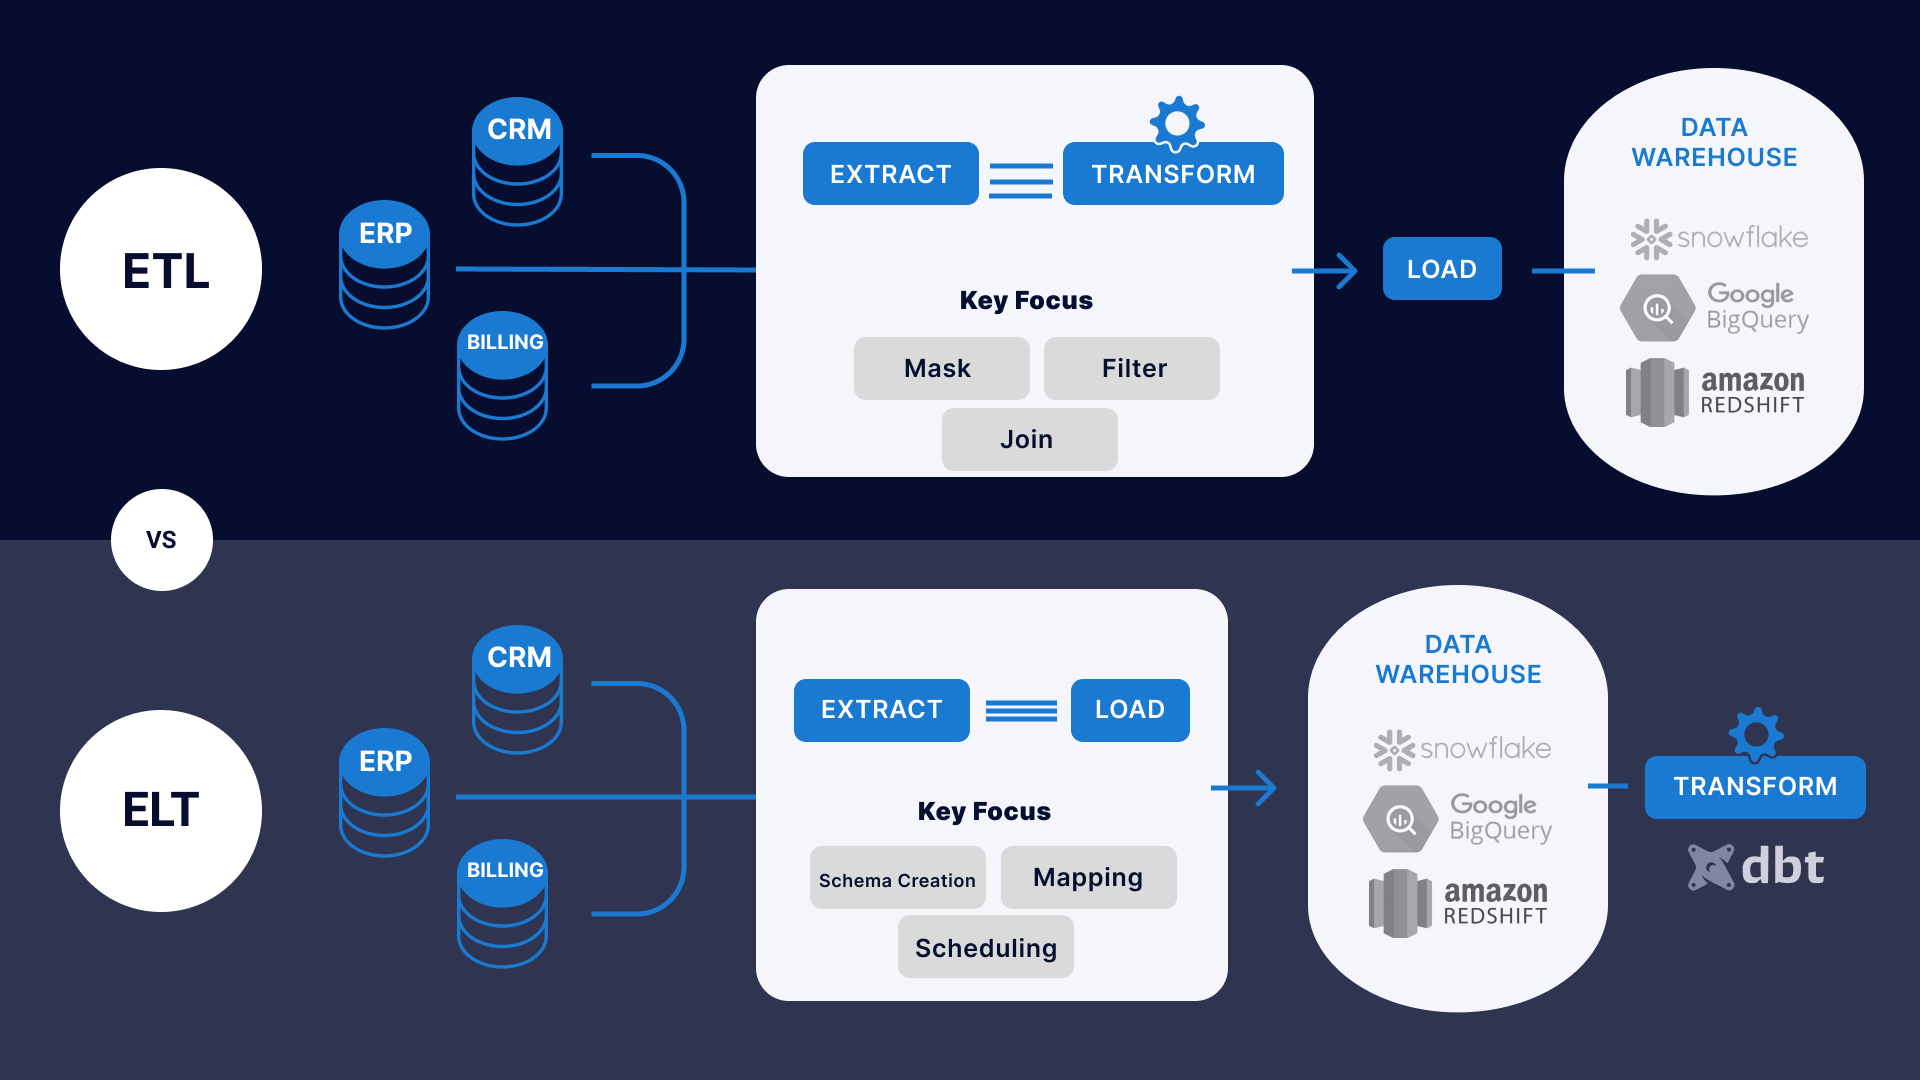 ETL
CRM
ERP
BILLING
EXTRACT
TRANSFORM
Key Focus
Mask
Filter
Join
LOAD
DATA
WAREHOUSE
snowflake
Google
BigQuery
amazon
REDSHIFT
VS
ELT
CRM
ERP
BILLING
EXTRACT
LOAD
Key Focus
Schema Creation
Mapping
Scheduling
DATA
WAREHOUSE
snowflake
Google
BigQuery
amazon
REDSHIFT
TRANSFORM
dbt